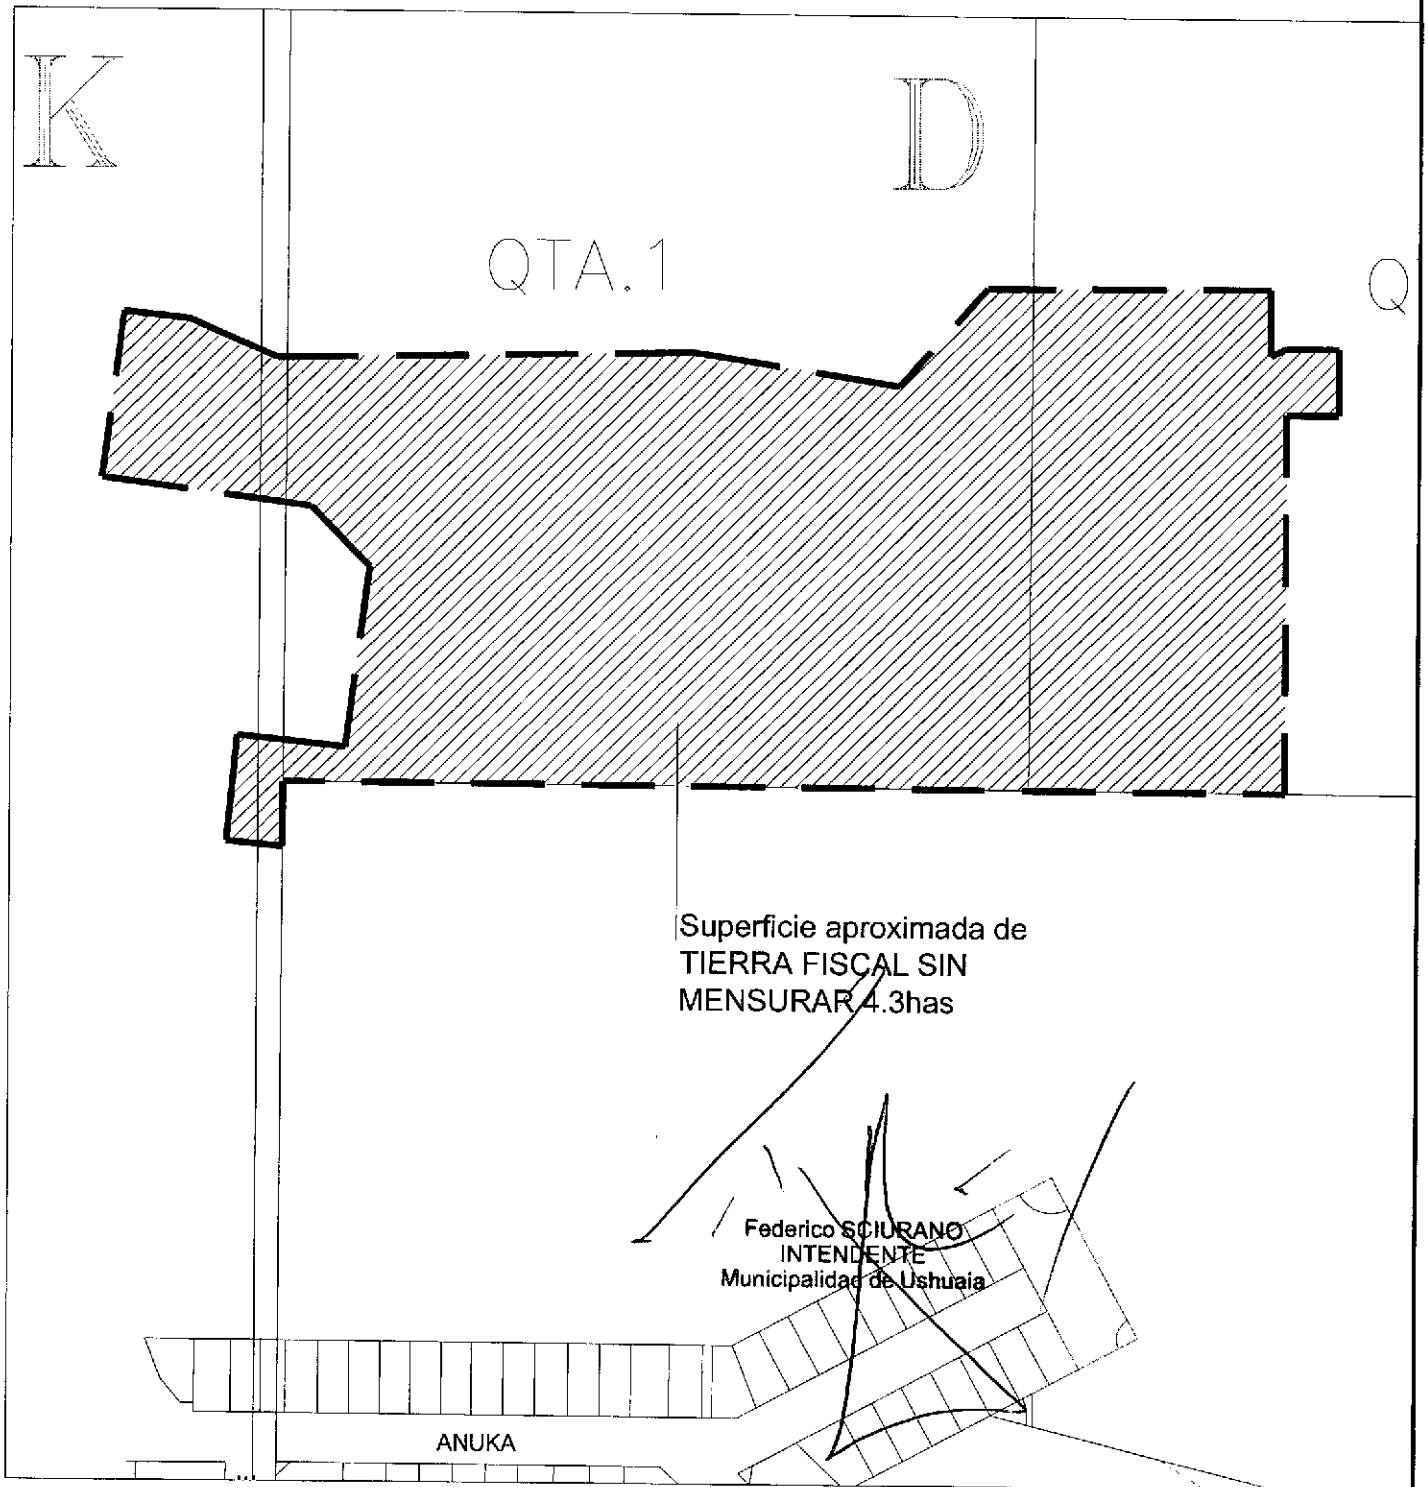 K
D
QTA.1
Q
Superficie aproximada de
TIERRA FISCAL SIN
MENSURAR 4.3has
Federico SCIURANO
INTENDENTE
Municipalidad de Ushuaia
ANUKA